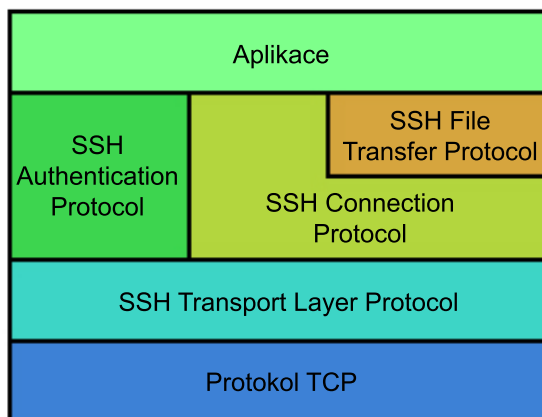 Aplikace
SSH
Authentication
Protocol
SSH File
Transfer Protocol
SSH Connection
Protocol
SSH Transport Layer Protocol
Protokol TCP